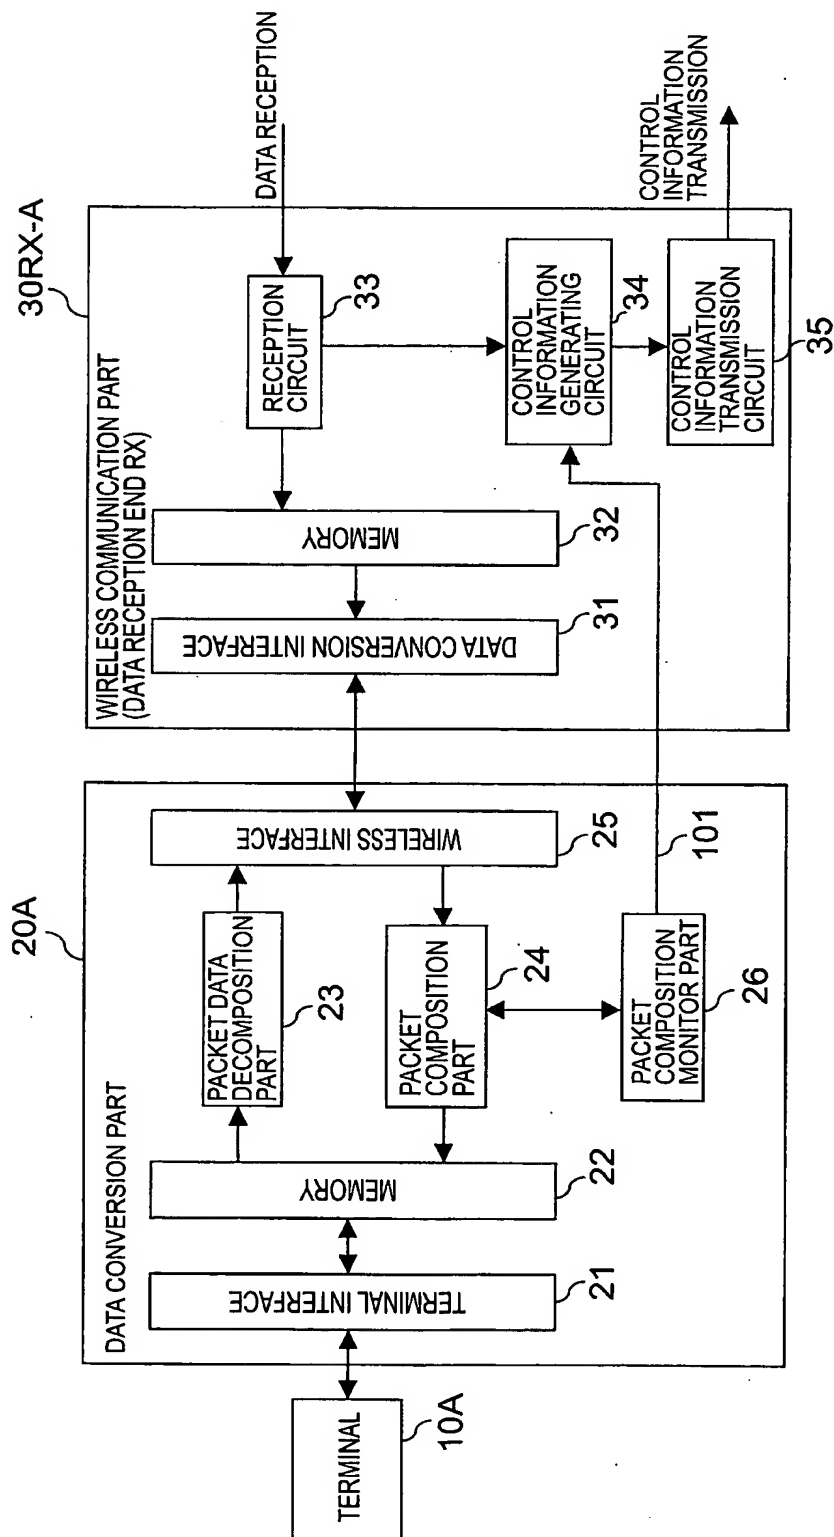 TERMINAL
10A
20A
DATA CONVERSION PART
TERMINAL INTERFACE
21
MEMORY
22
PACKET DATA
DECOMPOSITION
PART
23
PACKET
COMPOSITION
PART
24
WIRELESS INTERFACE
25
PACKET
COMPOSITION
MONITOR PART
26
101
30RX-A
WIRELESS COMMUNICATION PART
(DATA RECEPTION END RX)
DATA CONVERSION INTERFACE
31
MEMORY
32
RECEPTION
CIRCUIT
33
CONTROL
INFORMATION
GENERATING
CIRCUIT
34
CONTROL
INFORMATION
TRANSMISSION
CIRCUIT
35
DATA RECEPTION
CONTROL
INFORMATION
TRANSMISSION